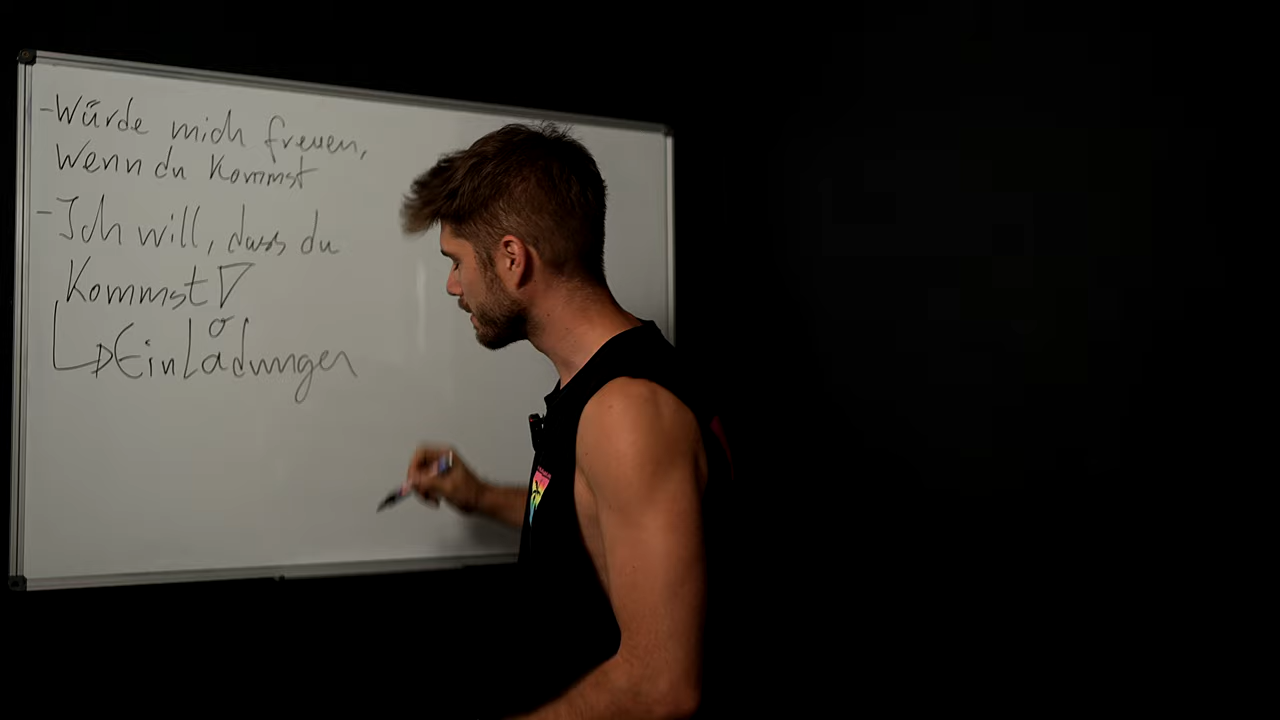 -Würde mich freuen,
wenn du kommst
-Ich will, dass du
kommst!
Einladungen